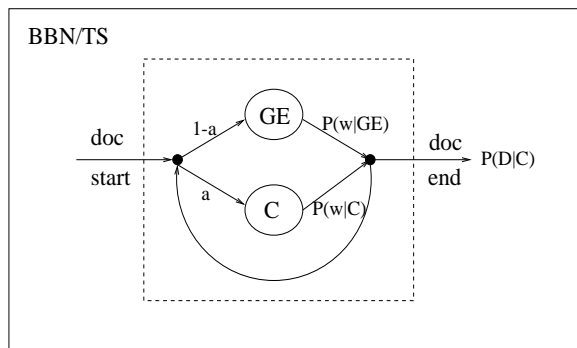 BBN/TS
doc
start
1-a
a
GE
C
P(w|GE)
P(w|C)
doc
end
P(D|C)